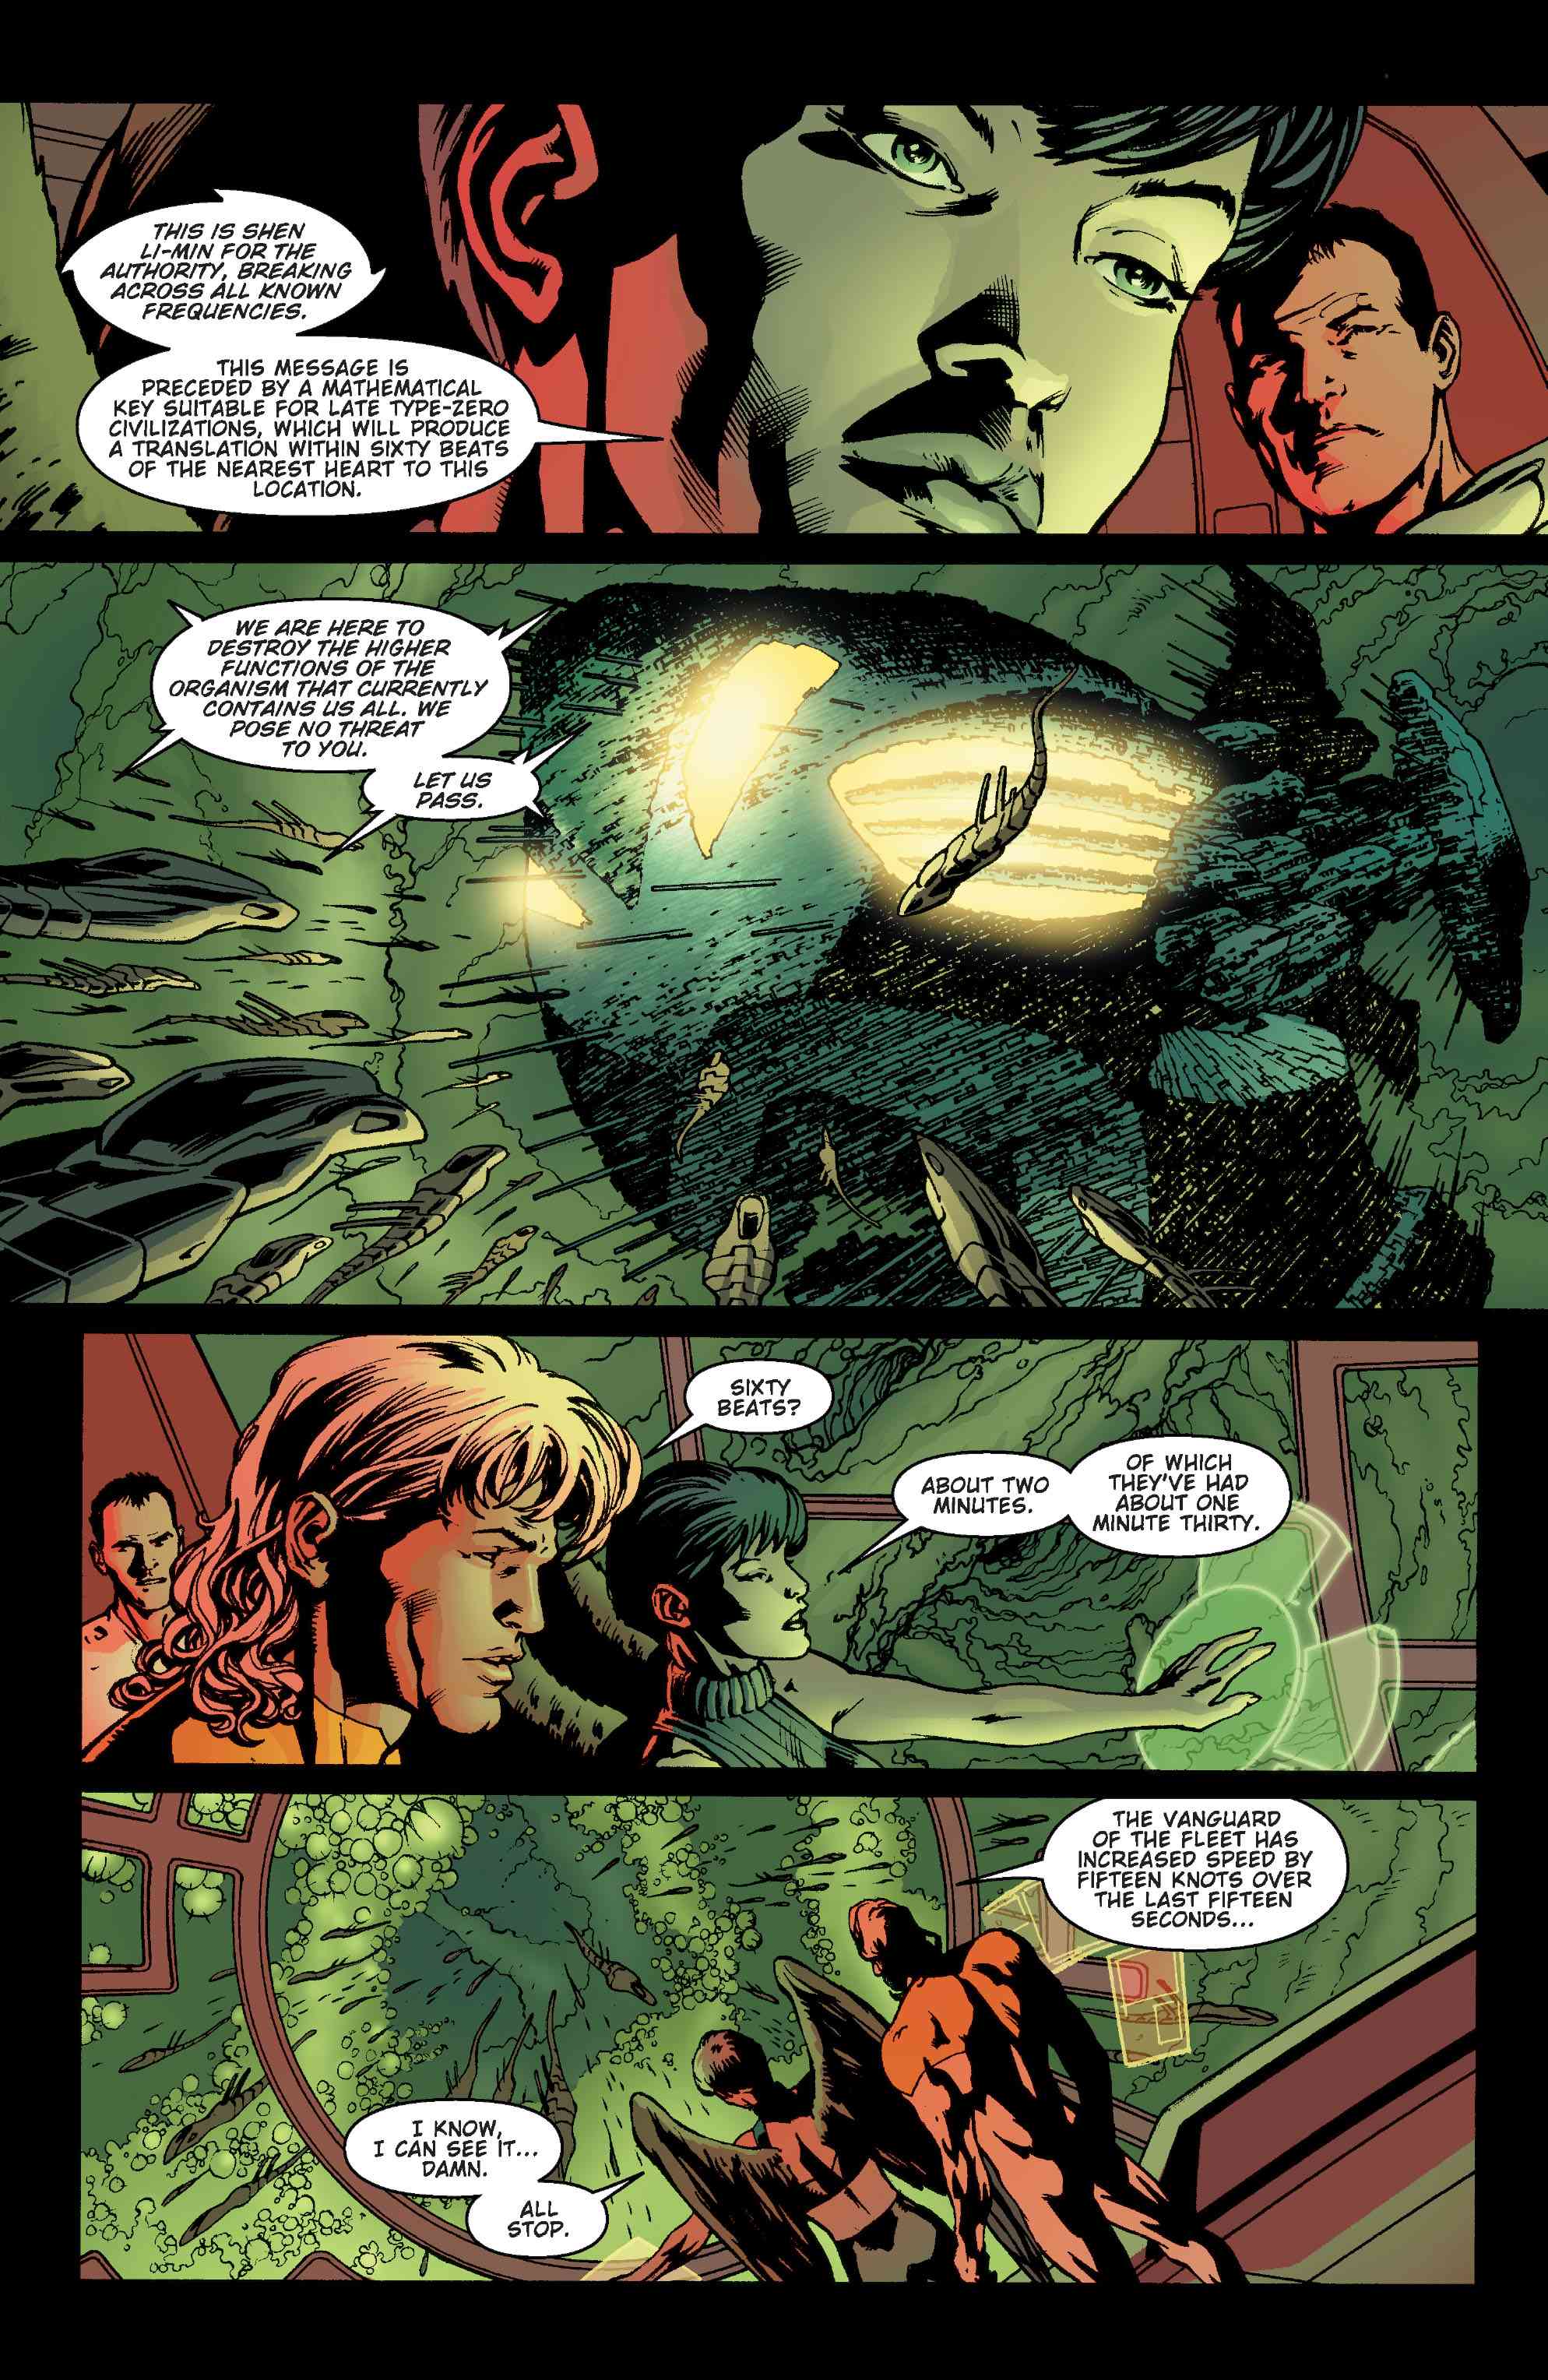 THIS IS SHEN
LI-MIN FOR THE
AUTHORITY, BREAKING
ACROSS ALL KNOWN
FREQUENCIES.
THIS MESSAGE IS
PRECEDED BY A MATHEMATICAL
KEY SUITABLE FOR LATE TYPE-ZERO
CIVILIZATIONS, WHICH WILL PRODUCE
A TRANSLATION WITHIN SIXTY BEATS
OF THE NEAREST HEART TO THIS
LOCATION.
WE ARE HERE TO
DESTROY THE HIGHER
FUNCTIONS OF THE
ORGANISM THAT CURRENTLY
CONTAINS US ALL. WE
POSE NO THREAT
TO YOU.
LET US
PASS.
SIXTY
BEATS?
ABOUT TWO
MINUTES.
OF WHICH
THEY'VE HAD
ABOUT ONE
MINUTE THIRTY.
THE VANGUARD
OF THE FLEET HAS
INCREASED SPEED BY
FIFTEEN KNOTS OVER
THE LAST FIFTEEN
SECONDS...
I KNOW,
I CAN SEE IT...
DAMN.
ALL
STOP.